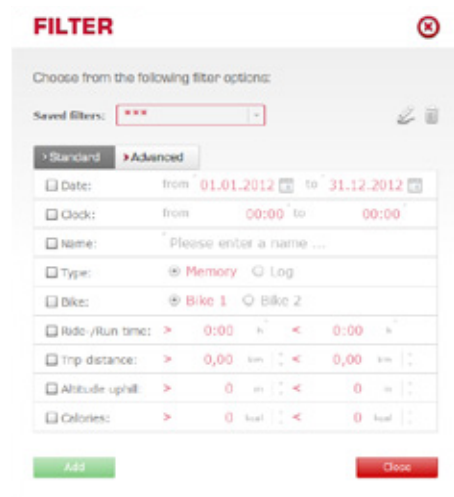 FILTER
Choose from the following filter options:
Saved filters: ***
Standard Advanced
Date: from 01.01.2012 to 31.12.2012
Clock: from 00:00 to 00:00
Name: Please enter a name ...
Type: Memory Log
Bike: Bike 1 Bike 2
Ride-/Run time: > 0:00 h < 0:00 h
Trip distance: > 0,00 km < 0,00 km
Altitude uphill: > 0 m < 0 m
Calories: > 0 kcal < 0 kcal
Add Close